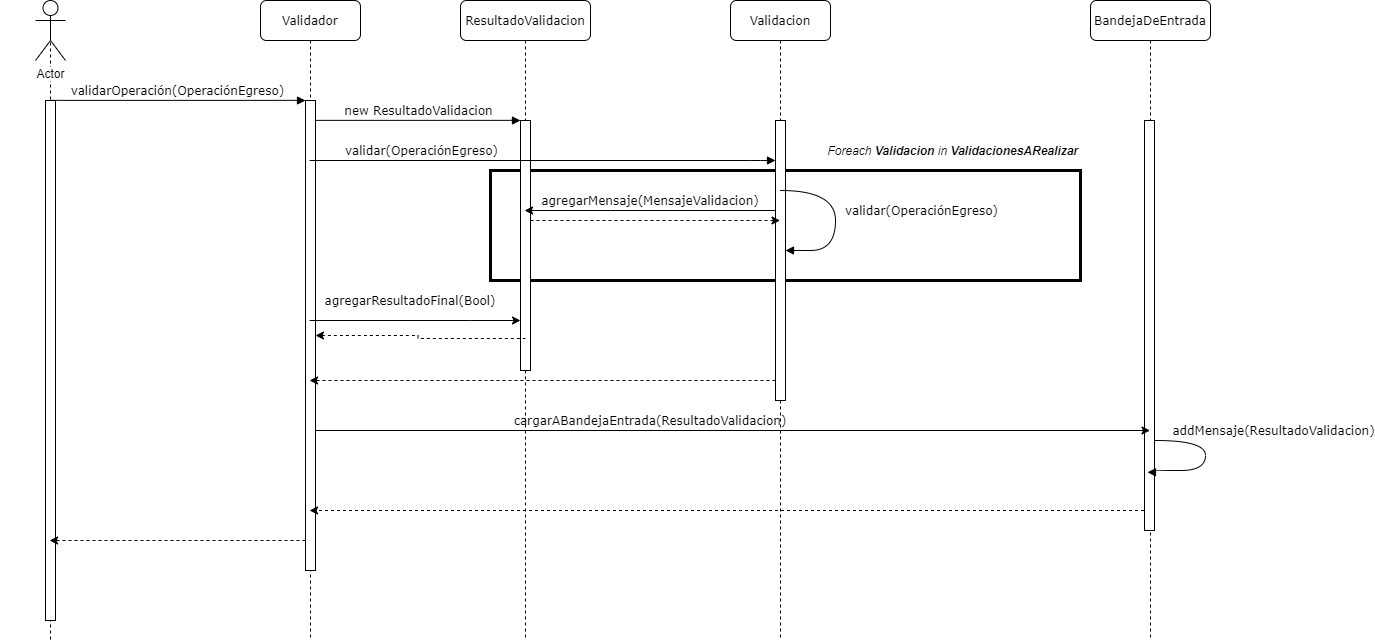 Validador
ResultadoValidacion
Validacion
BandejaDeEntrada
Actor
validarOperación(OperaciónEgreso)
new ResultadoValidacion
validar(OperaciónEgreso)
Foreach Validacion in ValidacionesARealizar
agregarMensaje(MensajeValidacion)
validar(OperaciónEgreso)
agregarResultadoFinal(Bool)
cargarABandejaEntrada(ResultadoValidacion)
addMensaje(ResultadoValidacion)